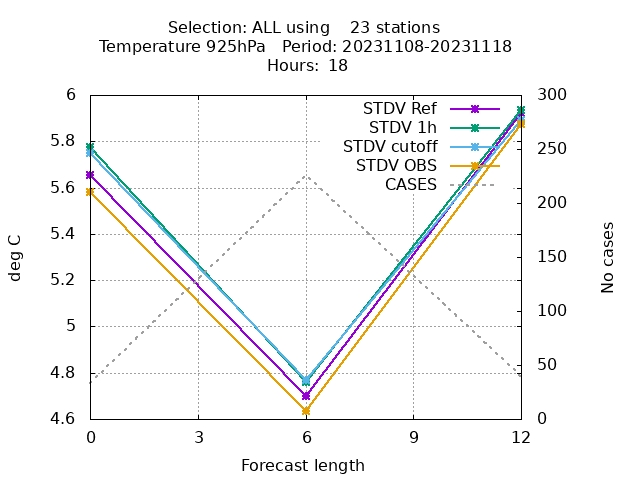 Selection: ALL using    23 stations
Temperature 925hPa   Period: 20231108-20231118
Hours:  18
STDV Ref
STDV 1h
STDV cutoff
STDV OBS
CASES
deg C
6
5.8
5.6
5.4
5.2
5
4.8
4.6
300
250
200
150
100
50
0
No cases
0 3 6 9 12
Forecast length